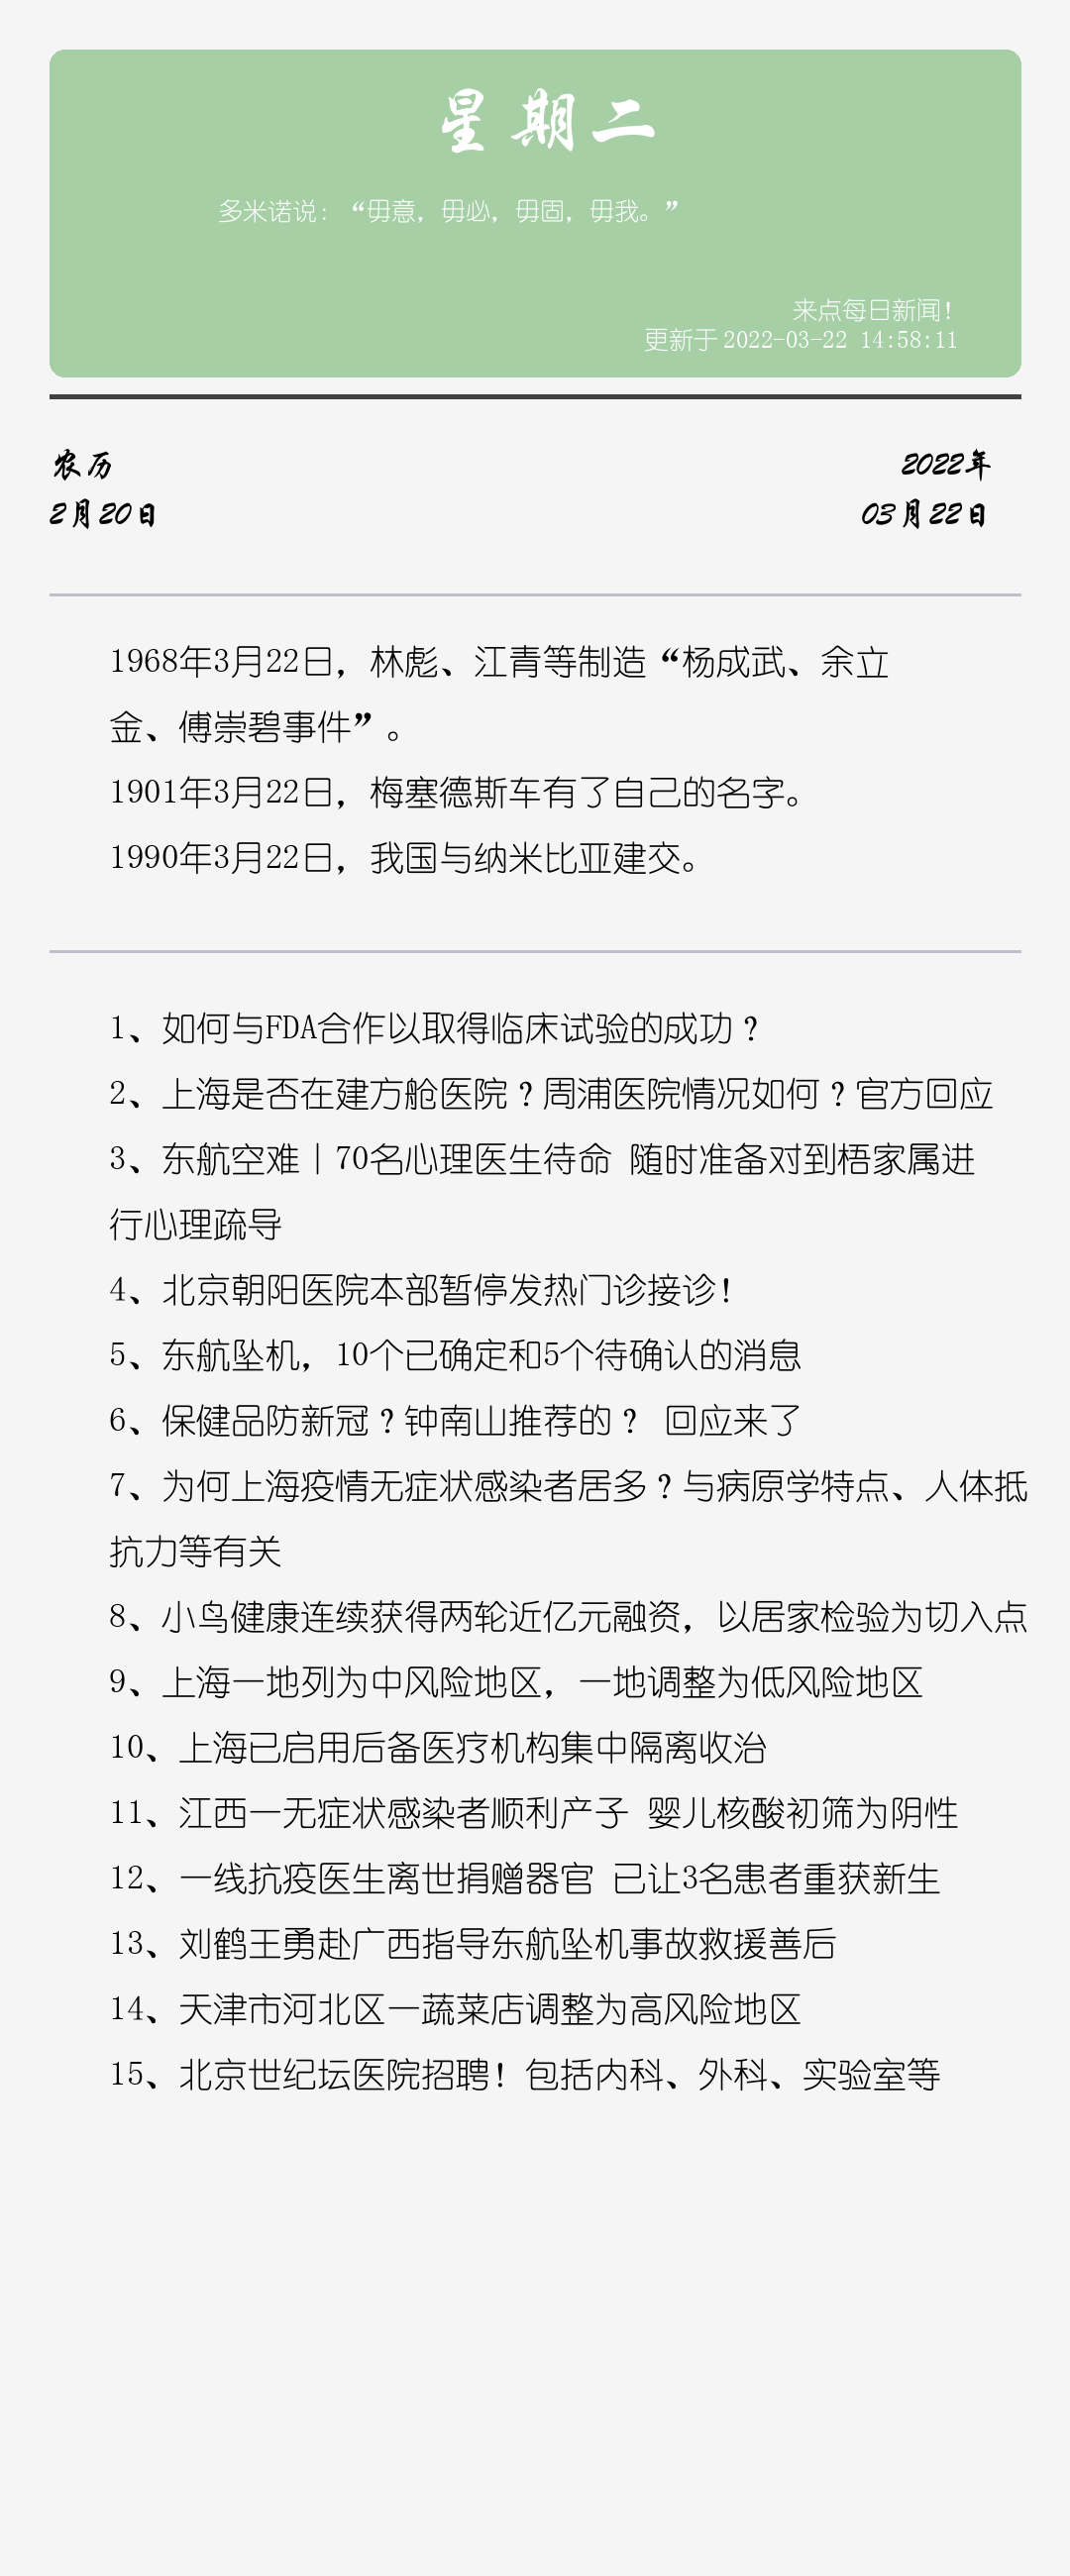 星期二
多米诺说：“毋意，毋必，毋固，毋我。”
来点每日新闻！
更新于 2022-03-22 14:58:11
农历
2022年
2月20日
03月22日
1968年3月22日，林彪、江青等制造“杨成武、余立
金、傅崇碧事件”。
1901年3月22日，梅塞德斯车有了自己的名字。
1990年3月22日，我国与纳米比亚建交。
1、如何与FDA合作以取得临床试验的成功？
2、上海是否在建方舱医院？周浦医院情况如何？官方回应
3、东航空难｜70名心理医生待命 随时准备对到梧家属进
行心理疏导
4、北京朝阳医院本部暂停发热门诊接诊！
5、东航坠机，10个已确定和5个待确认的消息
6、保健品防新冠？钟南山推荐的？ 回应来了
7、为何上海疫情无症状感染者居多？与病原学特点、人体抵
抗力等有关
8、小鸟健康连续获得两轮近亿元融资，以居家检验为切入点
9、上海一地列为中风险地区，一地调整为低风险地区
10、上海已启用后备医疗机构集中隔离收治
11、江西一无症状感染者顺利产子 婴儿核酸初筛为阴性
12、一线抗疫医生离世捐赠器官 已让3名患者重获新生
13、刘鹤王勇赴广西指导东航坠机事故救援善后
14、天津市河北区一蔬菜店调整为高风险地区
15、北京世纪坛医院招聘！包括内科、外科、实验室等